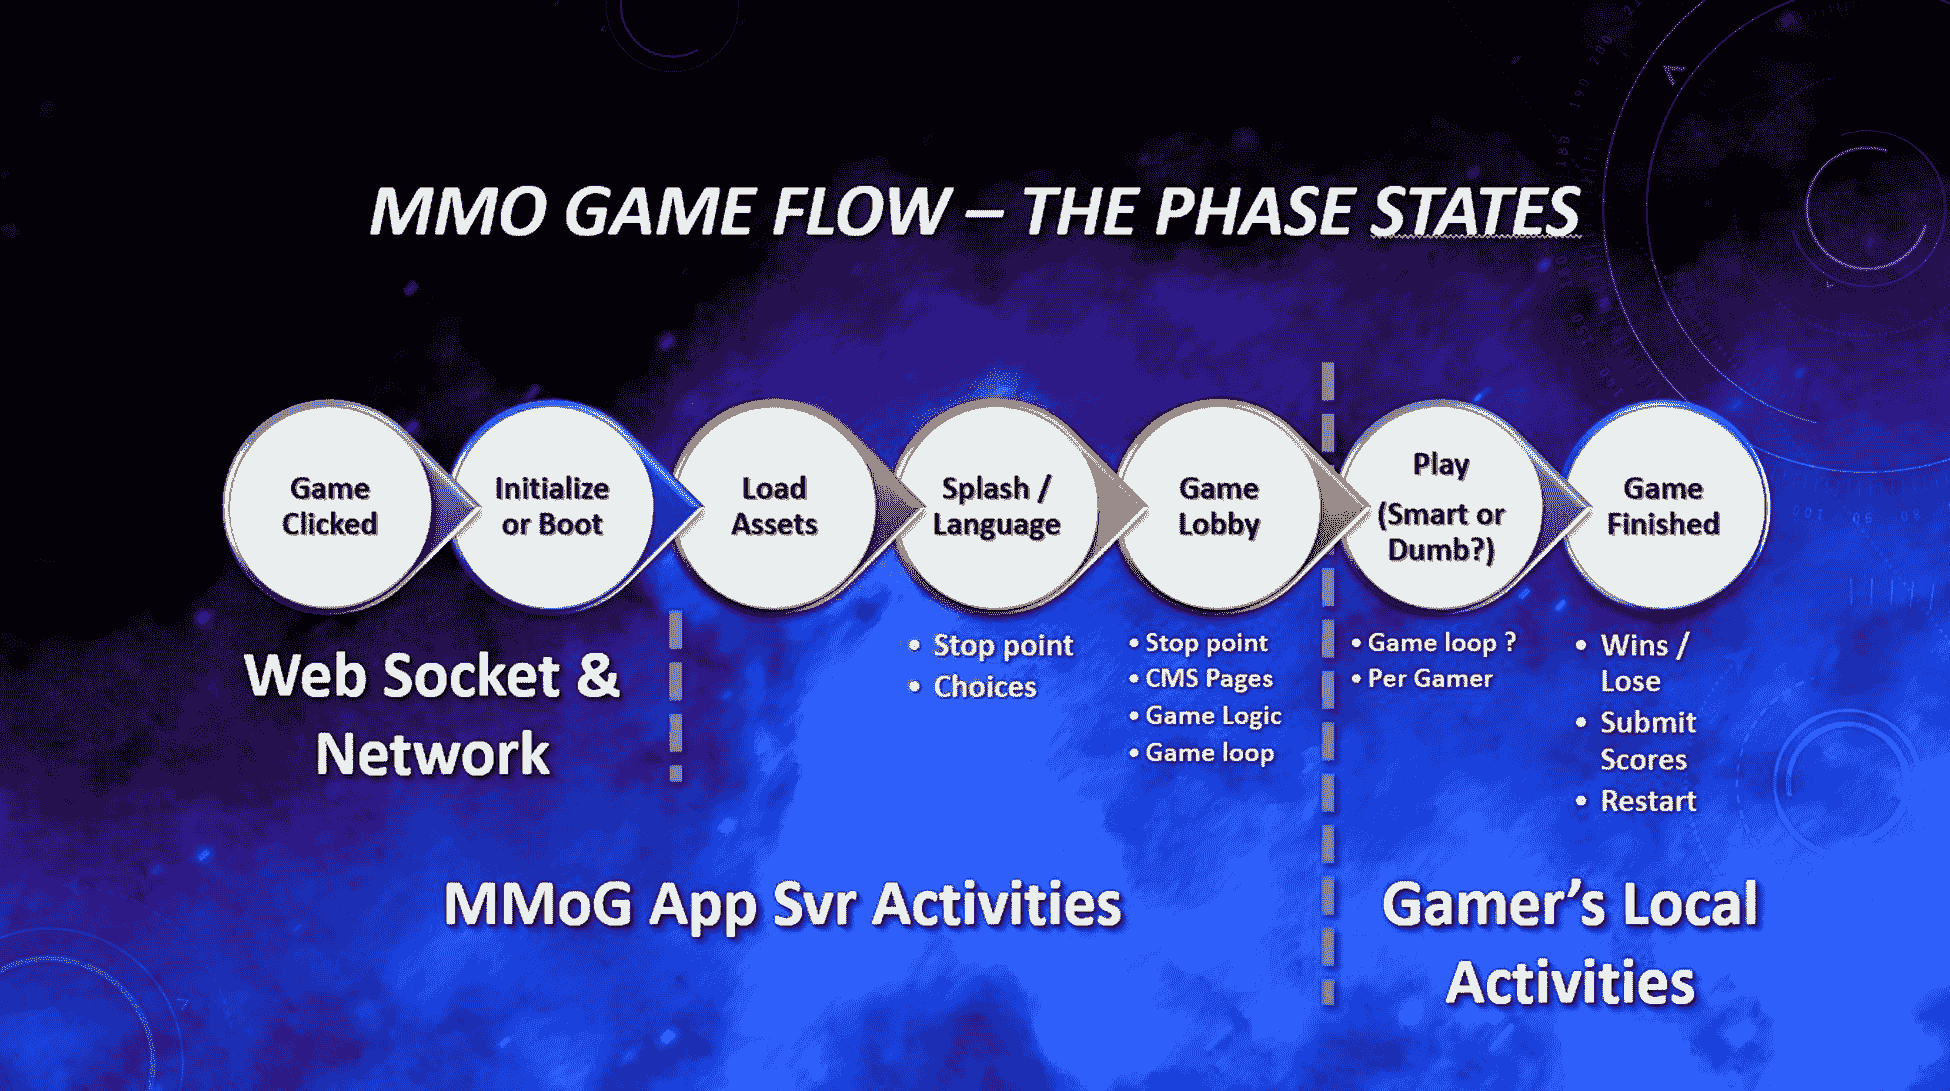 MMO GAME FLOW – THE PHASE STATES
Game
Clicked
Initialize
or Boot
Load
Assets
Splash /
Language
Game
Lobby
Play
(Smart or
Dumb?)
Game
Finished
Web Socket &
Network
• Stop point
• Choices
• Stop point
• CMS Pages
• Game Logic
• Game loop
• Game loop ?
• Per Gamer
• Wins /
Lose
• Submit
Scores
• Restart
MMoG App Svr Activities
Gamer’s Local
Activities